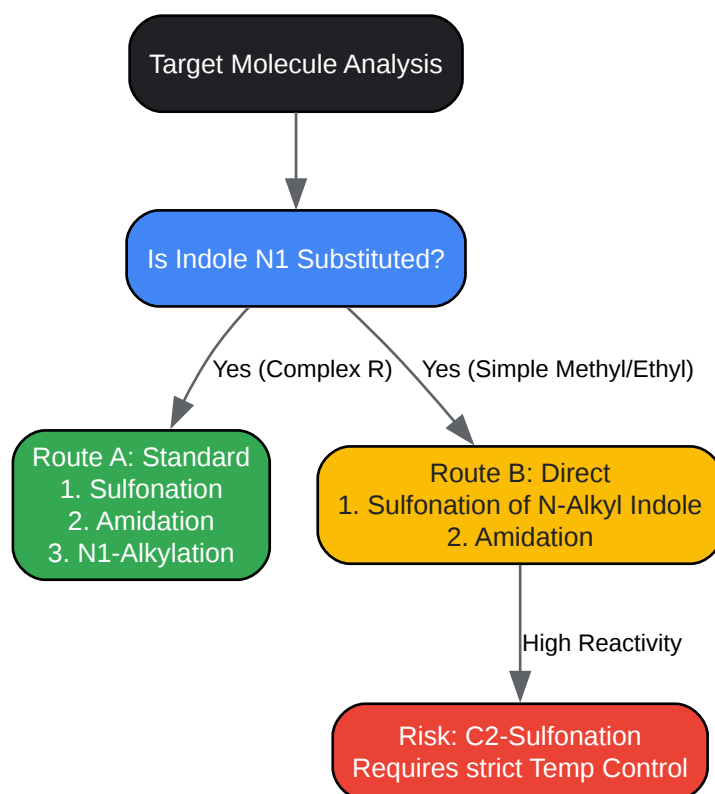 Target Molecule Analysis
Is Indole N1 Substituted?
Yes (Complex R)
Yes (Simple Methyl/Ethyl)
Route A: Standard
1. Sulfonation
2. Amidation
3. N1-Alkylation
Route B: Direct
1. Sulfonation of N-Alkyl Indole
2. Amidation
High Reactivity
Risk: C2-Sulfonation
Requires strict Temp Control